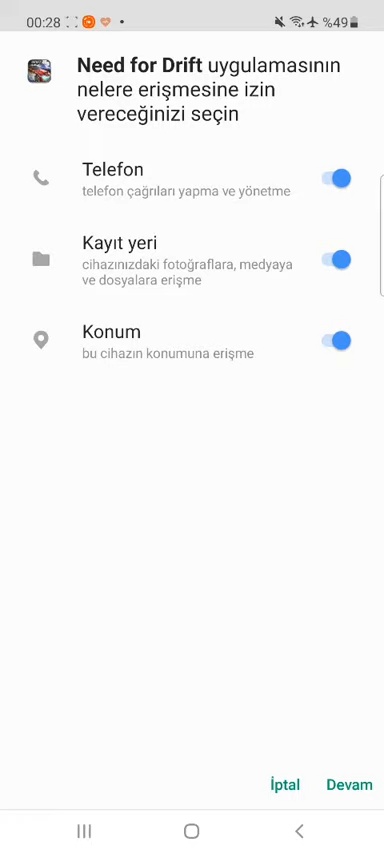 00:28
%49
Need for Drift uygulamasının
nelere erişmesine izin
vereceğinizi seçin
Telefon
telefon çağrıları yapma ve yönetme
Kayıt yeri
cihazınızdaki fotoğraflara, medyaya
ve dosyalara erişme
Konum
bu cihazın konumuna erişme
İptal
Devam